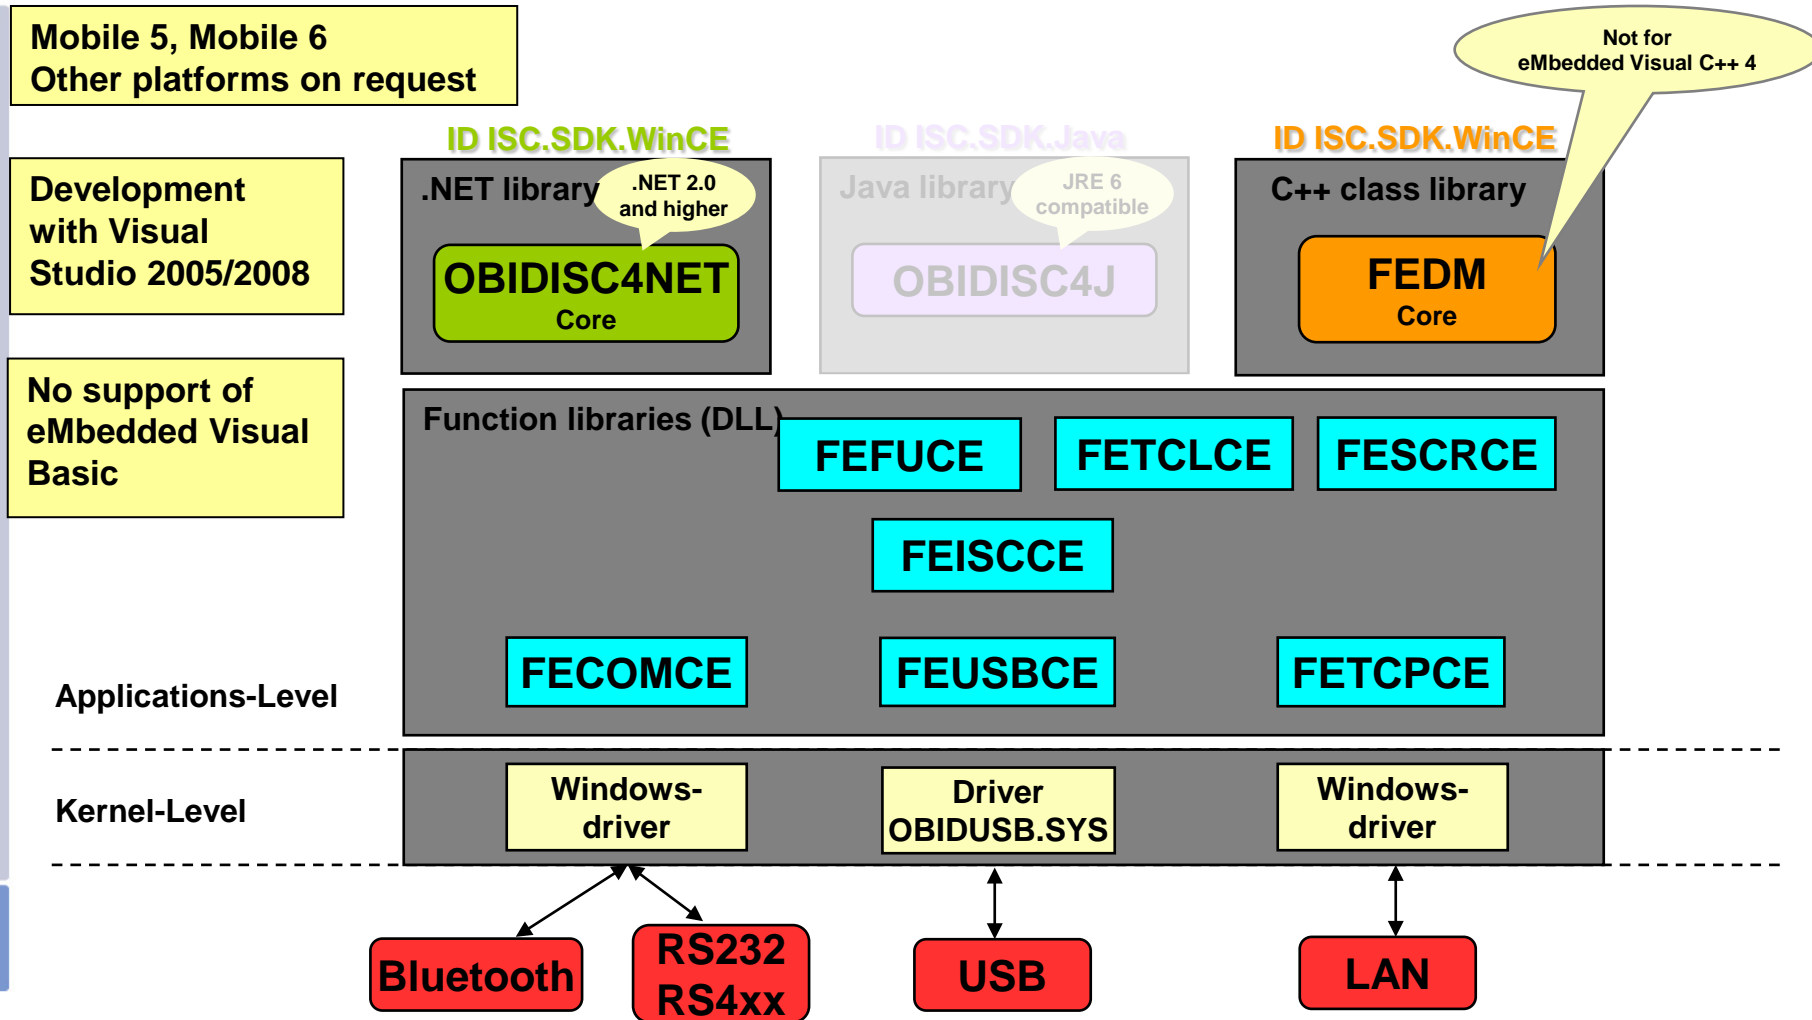 Mobile 5, Mobile 6
Other platforms on request
Not for
eMbedded Visual C++ 4
ID ISC.SDK.WinCE
ID ISC.SDK.Java
ID ISC.SDK.WinCE
Development
with Visual
Studio 2005/2008
.NET library
.NET 2.0
and higher
OBIDISC4NET
Core
Java library
JRE 6
compatible
OBIDISC4J
C++ class library
FEDM
Core
No support of
eMbedded Visual
Basic
Function libraries (DLL)
FEFUCE
FETCLCE
FESCRCE
FEISCCE
FECOMCE
FEUSBCE
FETCPCE
Applications-Level
Kernel-Level
Windows-
driver
Driver
OBIDUSB.SYS
Windows-
driver
Bluetooth
RS232
RS4xx
USB
LAN